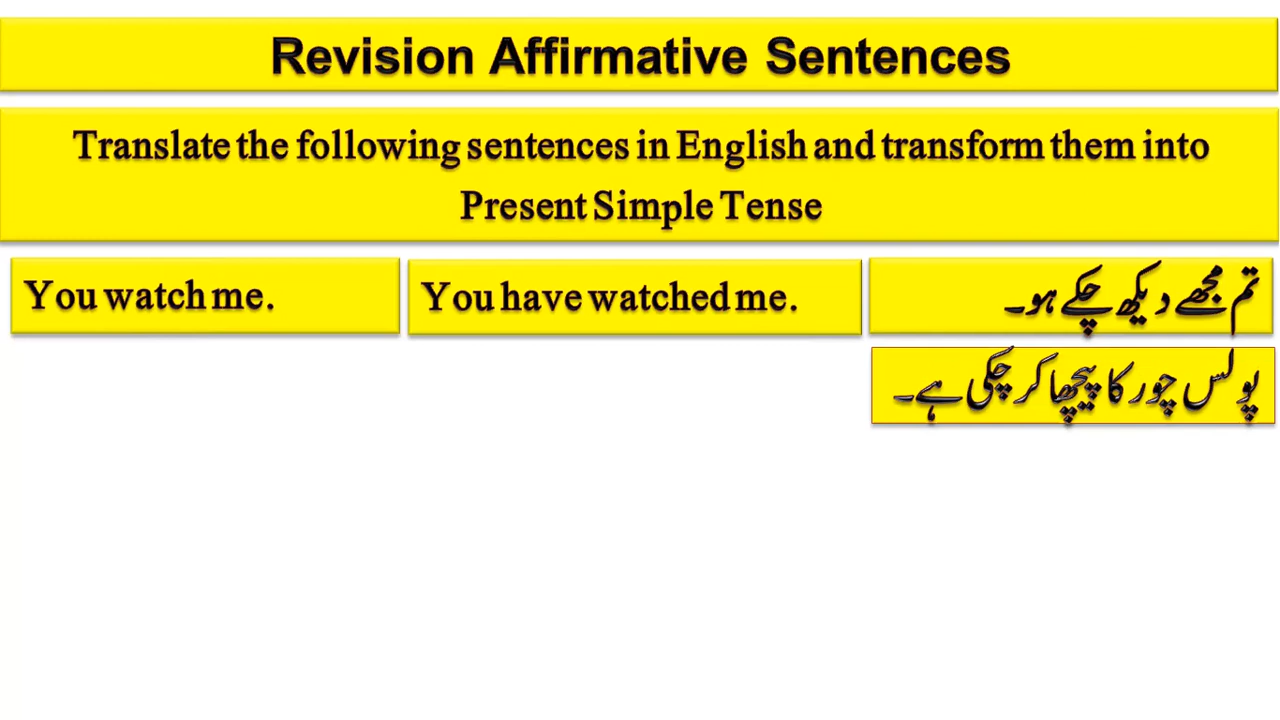 Revision Affirmative Sentences
Translate the following sentences in English and transform them into
Present Simple Tense
You watch me.
You have watched me.
تم مجھے دیکھ چکے ہو۔
پولس چور کا پیچھا کر چکی ہے۔